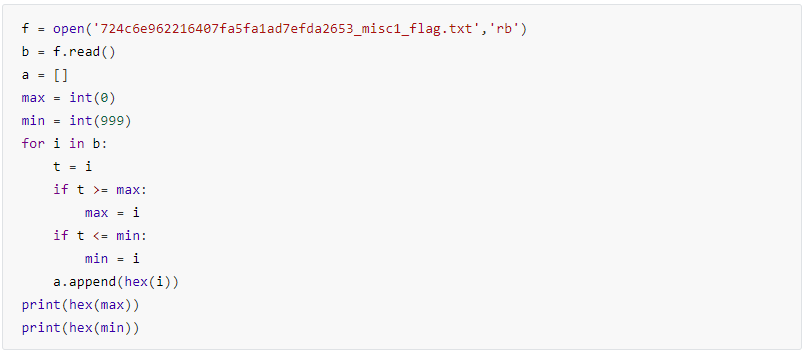 f = open('724c6e962216407fa5fa1ad7efda2653_misc1_flag.txt','rb')
b = f.read()
a = []
max = int(0)
min = int(999)
for i in b:
    t = i
    if t >= max:
        max = i
    if t <= min:
        min = i
    a.append(hex(i))
print(hex(max))
print(hex(min))